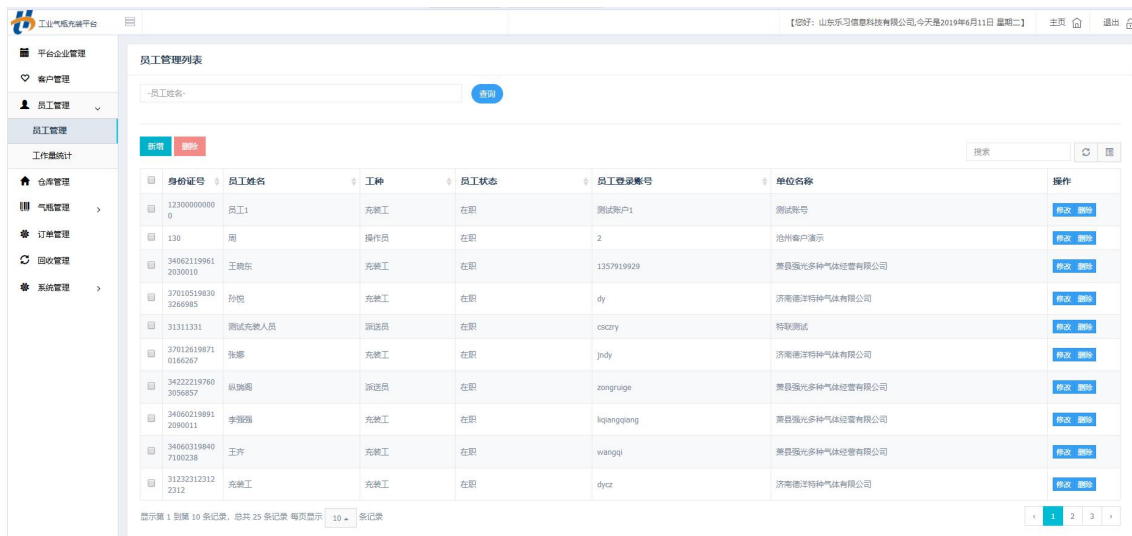 工业气瓶充装平台
【您好：山东乐习信息科技有限公司,今天是2019年6月11日 星期二】 主页 退出
平台企业管理
客户管理
员工管理
员工管理
工作量统计
仓库管理
气瓶管理
订单管理
回收管理
系统管理
员工管理列表
-员工姓名- 查询
新增 删除 搜索
身份证号 员工姓名 工种 员工状态 员工登录账号 单位名称 操作
12300000000
0 员工1 充装工 在职 测试账户1 测试账号 修改 删除
130 周 操作员 在职 2 沧州客户演示 修改 删除
34062119961
2030010 王晓东 充装工 在职 1357919929 萧县强光多种气体经营有限公司 修改 删除
37010519830
3266985 孙悦 充装工 在职 dy 济南德洋特种气体有限公司 修改 删除
31311331 测试充装人员 派送员 在职 csczry 特联测试 修改 删除
37012619871
0166267 张娜 充装工 在职 jndy 济南德洋特种气体有限公司 修改 删除
34222219760
3056857 纵瑞阁 派送员 在职 zongruige 萧县强光多种气体经营有限公司 修改 删除
34060219891
2090011 李强强 充装工 在职 liqiangqiang 萧县强光多种气体经营有限公司 修改 删除
34060319840
7100238 王齐 充装工 在职 wangqi 萧县强光多种气体经营有限公司 修改 删除
31232312312
2312 充装工 充装工 在职 dycz 济南德洋特种气体有限公司 修改 删除
显示第 1 到第 10 条记录，总共 25 条记录 每页显示 10 条记录 ‹ 1 2 3 ›